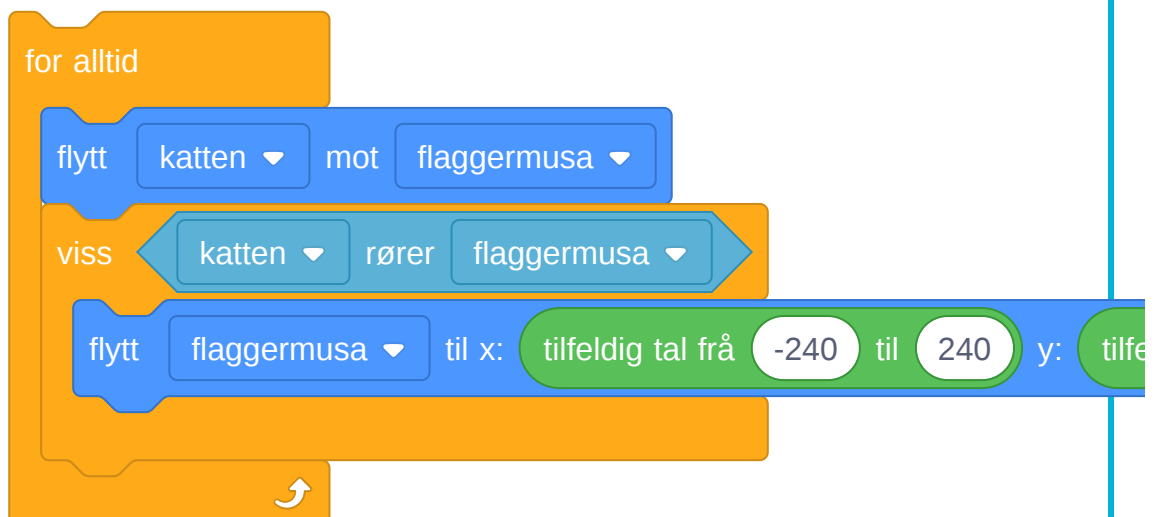 for alltid
flytt katten mot flaggermusa
viss katten rører flaggermusa
flytt flaggermusa til x: tilfeldig tal frå -240 til 240 y: